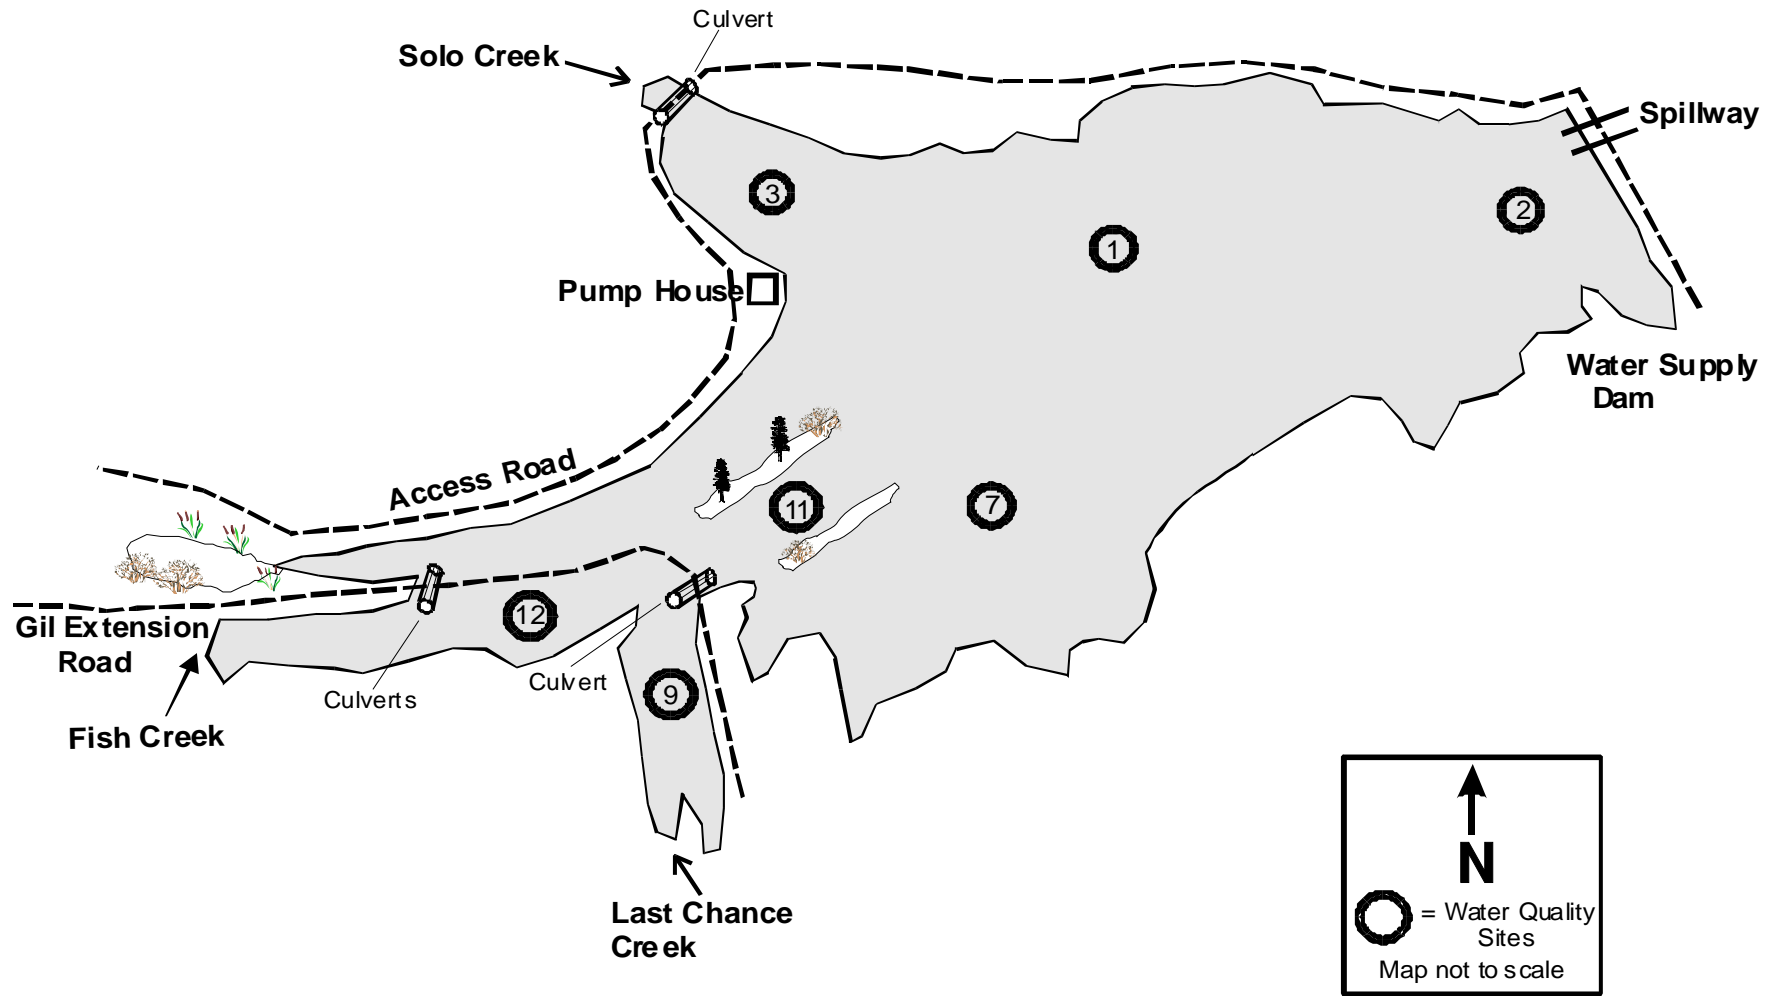 Culvert
Solo Creek
Spillway
3
2
1
Pump House
Water Supply
Dam
Access Road
11
7
12
Gil Extension
Road
Culvert
9
Culverts
Fish Creek
Last Chance
Creek
N
= Water Quality
Sites
Map not to scale